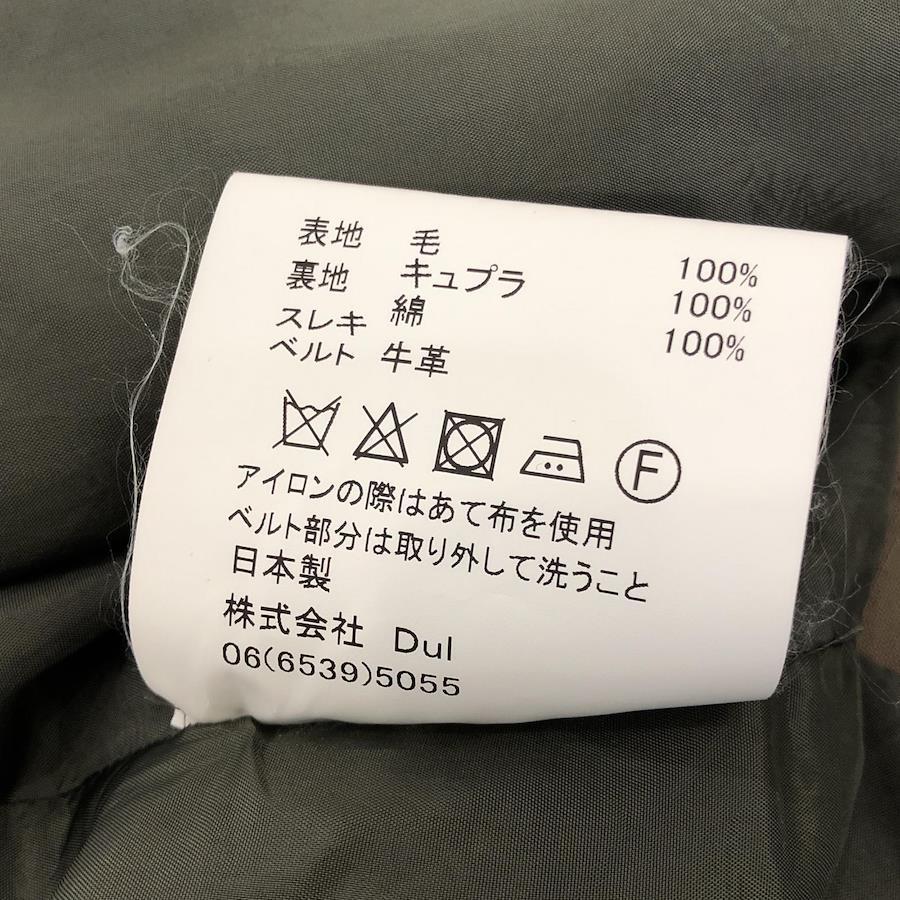 表地 毛 100%
裏地 キュプラ 100%
スレキ 綿 100%
ベルト 牛革
F
アイロンの際はあて布を使用
ベルト部分は取り外して洗うこと
日本製
株式会社 Dul
06(6539)5055